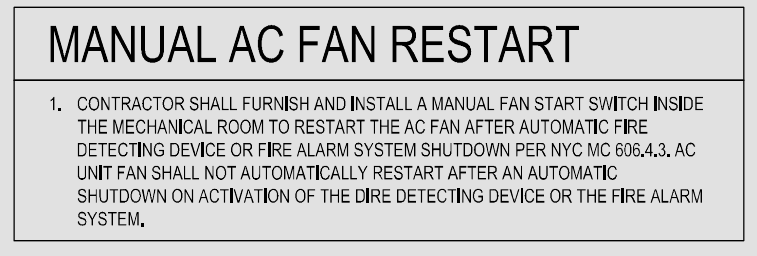 MANUAL AC FAN RESTART
1. CONTRACTOR SHALL FURNISH AND INSTALL A MANUAL FAN START SWITCH INSIDE
THE MECHANICAL ROOM TO RESTART THE AC FAN AFTER AUTOMATIC FIRE
DETECTING DEVICE OR FIRE ALARM SYSTEM SHUTDOWN PER NYC MC 606.4.3. AC
UNIT FAN SHALL NOT AUTOMATICALLY RESTART AFTER AN AUTOMATIC
SHUTDOWN ON ACTIVATION OF THE DIRE DETECTING DEVICE OR THE FIRE ALARM
SYSTEM.